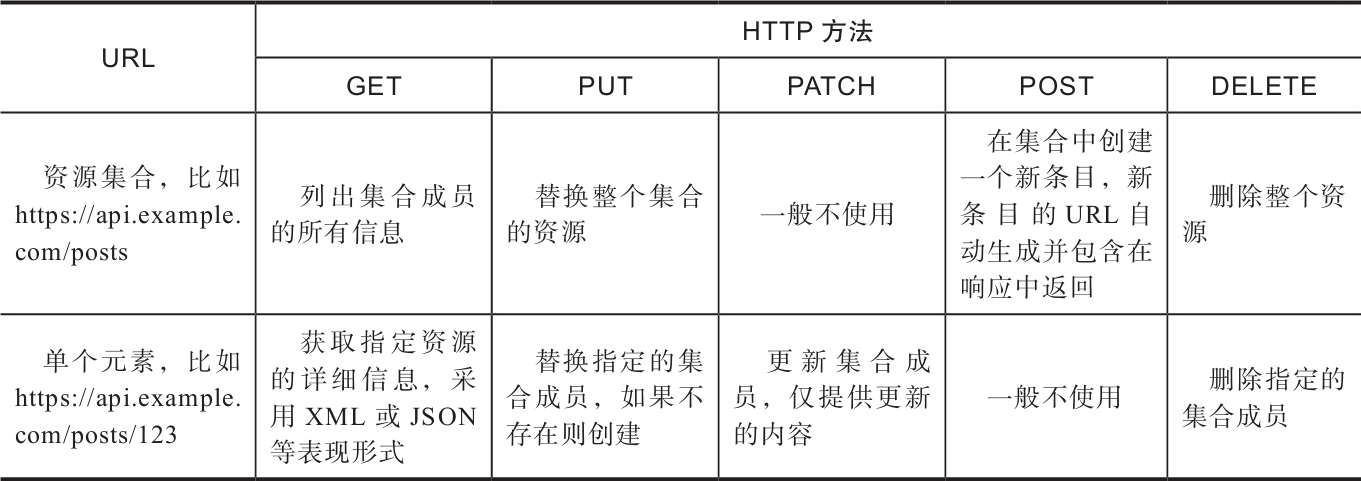 URL
HTTP 方法
GET
PUT
PATCH
POST
DELETE
资源集合，比如
https://api.example.
com/posts
列出集合成员
的所有信息
替换整个集合
的资源
一般不使用
在集合中创建
一个新条目，新
条目的 URL 自
动生成并包含在
响应中返回
删除整个资
源
单个元素，比如
https://api.example.
com/posts/123
获取指定资源
的详细信息，采
用 XML 或 JSON
等表现形式
替换指定的集
合成员，如果不
存在则创建
更新集合成
员，仅提供更新
的内容
一般不使用
删除指定的
集合成员